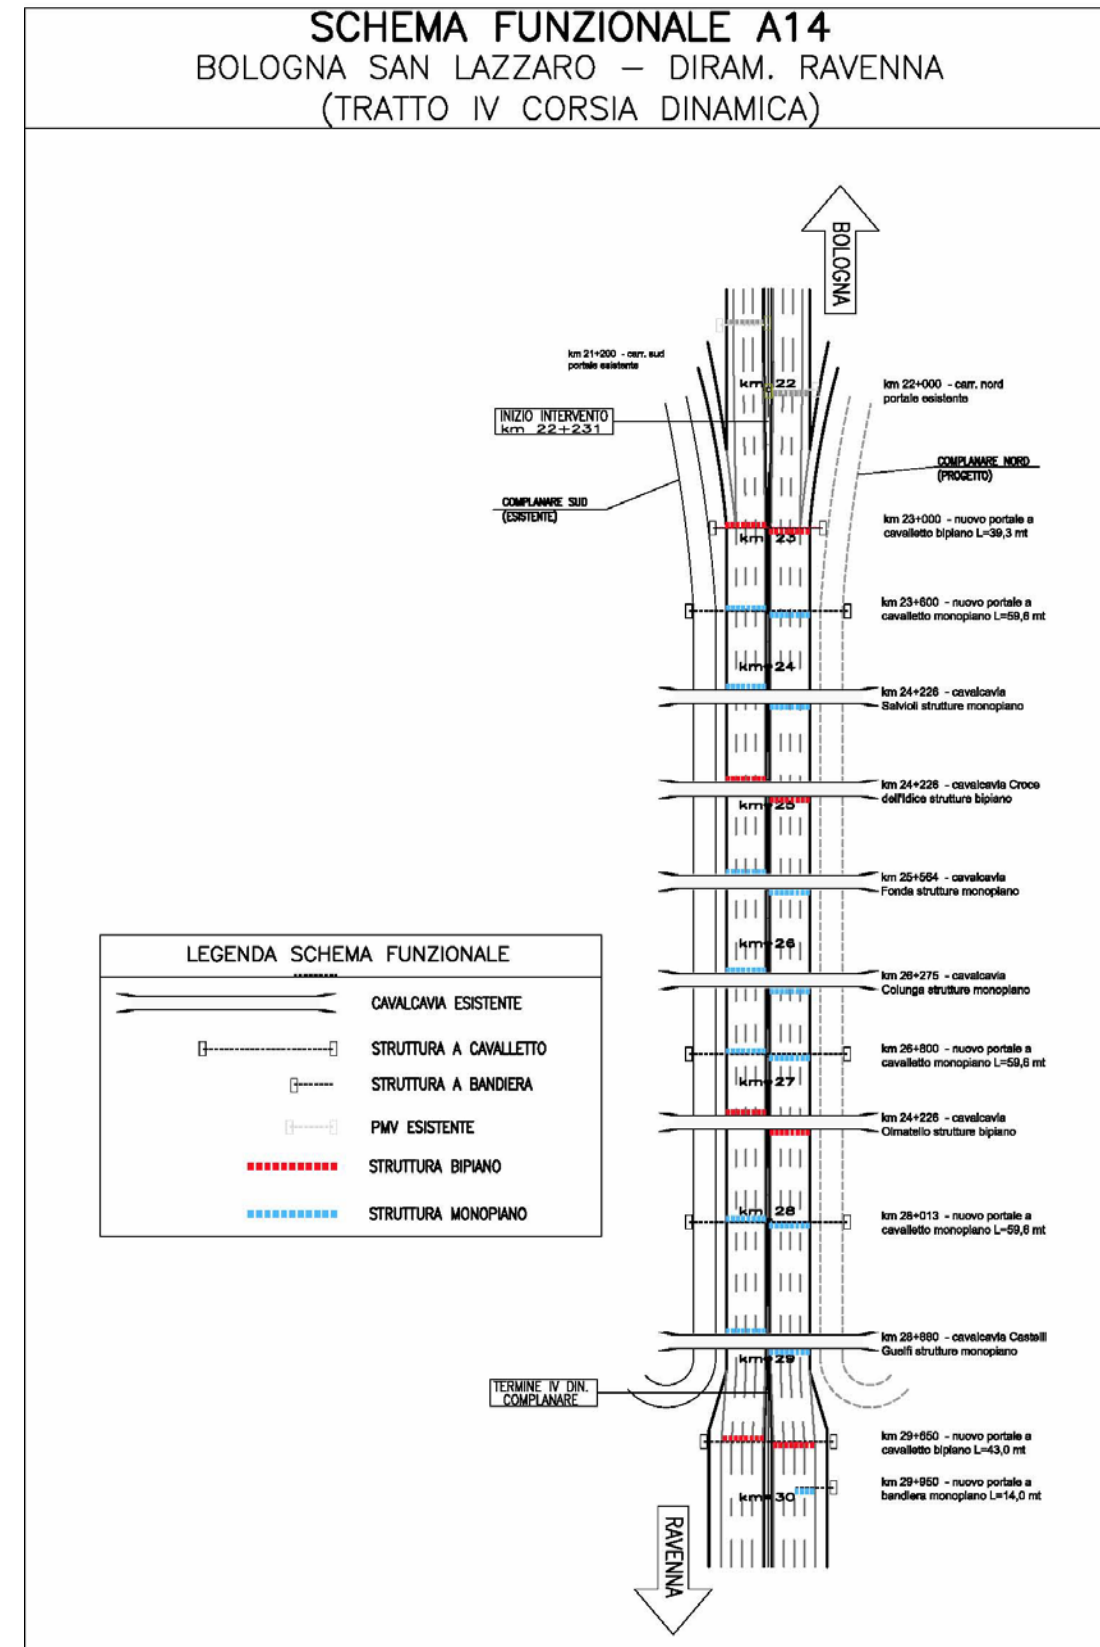 SCHEMA FUNZIONALE A14
BOLOGNA SAN LAZZARO – DIRAM. RAVENNA
(TRATTO IV CORSIA DINAMICA)
BOLOGNA
km 21+200 - carr. sud
portale esistente
km 22
km 22+000 - carr. nord
portale esistente
INIZIO INTERVENTO
km 22+231
COMPLANARE NORD
(PROGETTO)
COMPLANARE SUD
(ESISTENTE)
km 23+000 - nuovo portale a
cavalletto bipiano L=39,3 mt
km 23
km 23+600 - nuovo portale a
cavalletto monopiano L=59,6 mt
km 24
km 24+226 - cavalcavia
Salvioli strutture monopiano
km 24+226 - cavalcavia Croce
dell'Idice strutture bipiano
km 25
km 25+564 - cavalcavia
Fonda strutture monopiano
km 26
km 26+275 - cavalcavia
Colunga strutture monopiano
km 26+800 - nuovo portale a
cavalletto monopiano L=59,6 mt
km 27
km 24+226 - cavalcavia
Olmatello strutture bipiano
km 28
km 28+013 - nuovo portale a
cavalletto monopiano L=59,6 mt
km 28+880 - cavalcavia Castelli
Guelfi strutture monopiano
km 29
TERMINE IV DIN.
COMPLANARE
km 29+650 - nuovo portale a
cavalletto bipiano L=43,0 mt
km 29+950 - nuovo portale a
bandiera monopiano L=14,0 mt
km 30
RAVENNA
LEGENDA SCHEMA FUNZIONALE
CAVALCAVIA ESISTENTE
STRUTTURA A CAVALLETTO
STRUTTURA A BANDIERA
PMV ESISTENTE
STRUTTURA BIPIANO
STRUTTURA MONOPIANO